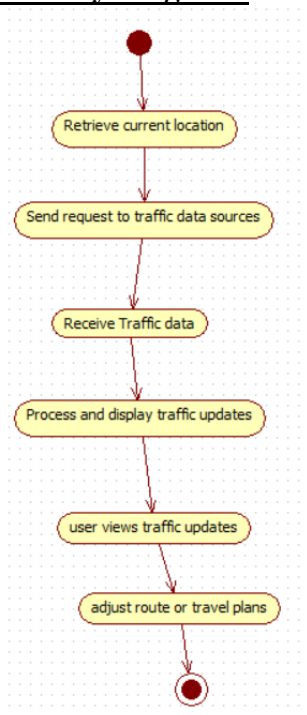 Retrieve current location
Send request to traffic data sources
Receive Traffic data
Process and display traffic updates
user views traffic updates
adjust route or travel plans